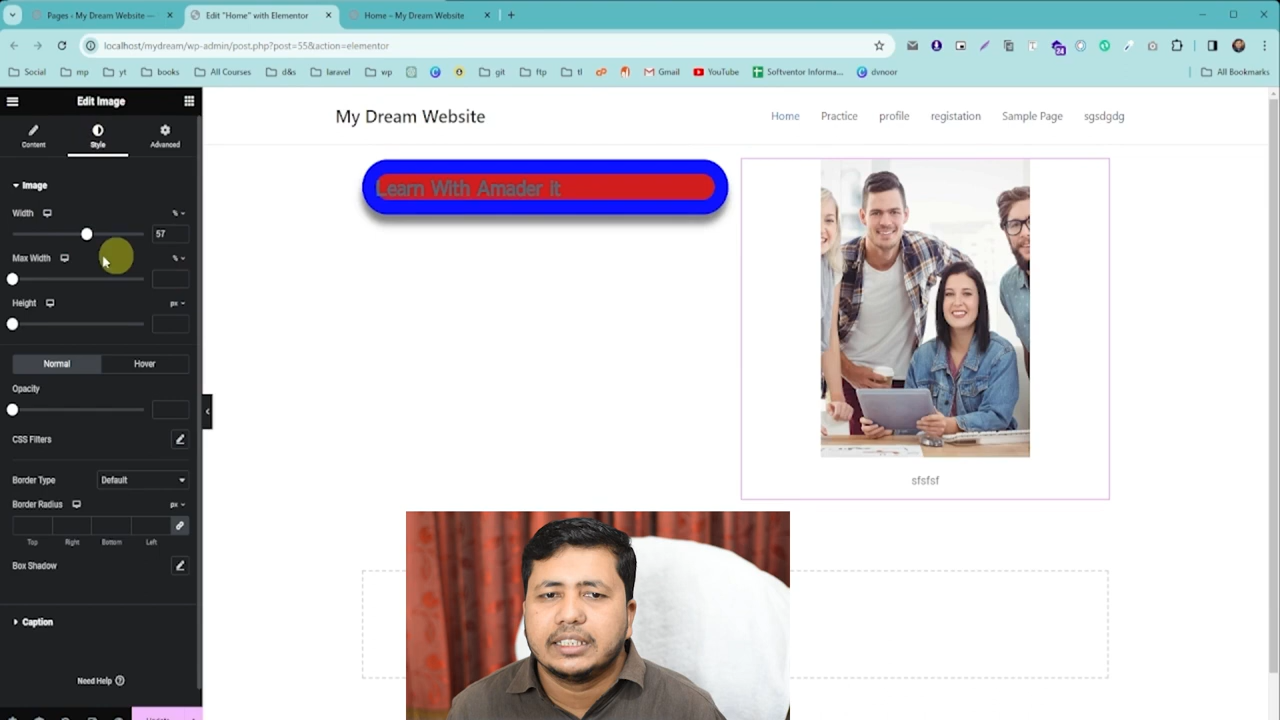 Pages ‹ My Dream Website —
Edit "Home" with Elementor
Home – My Dream Website
localhost/mydream/wp-admin/post.php?post=55&action=elementor
24
Social
mp
yt
books
All Courses
d&s
laravel
wp
git
ftp
tl
Gmail
YouTube
Softventor Informa...
dvnoor
All Bookmarks
Edit Image
Content
Style
Advanced
Image
Width
%
57
Max Width
%
Height
px
Normal
Hover
Opacity
CSS Filters
Border Type
Default
Border Radius
px
Top
Right
Bottom
Left
Box Shadow
Caption
Need Help
Update
My Dream Website
Home
Practice
profile
registation
Sample Page
sgsdgdg
Learn With Amader it
sfsfsf